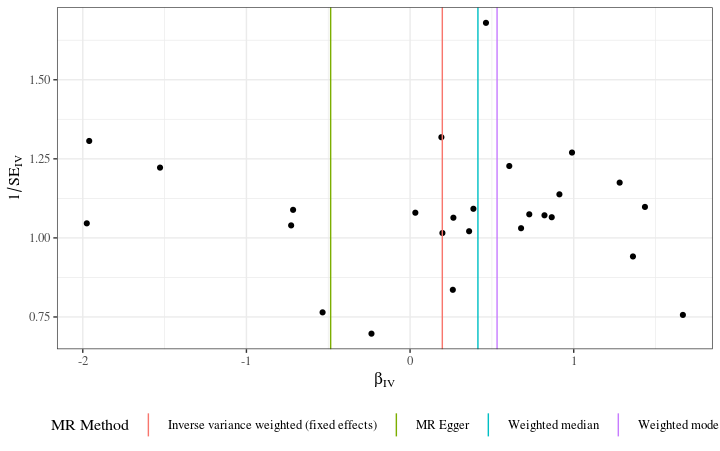 1/SE_IV
1.50
1.25
1.00
0.75
-2 -1 0 1
β_IV
MR Method Inverse variance weighted (fixed effects) MR Egger Weighted median Weighted mode